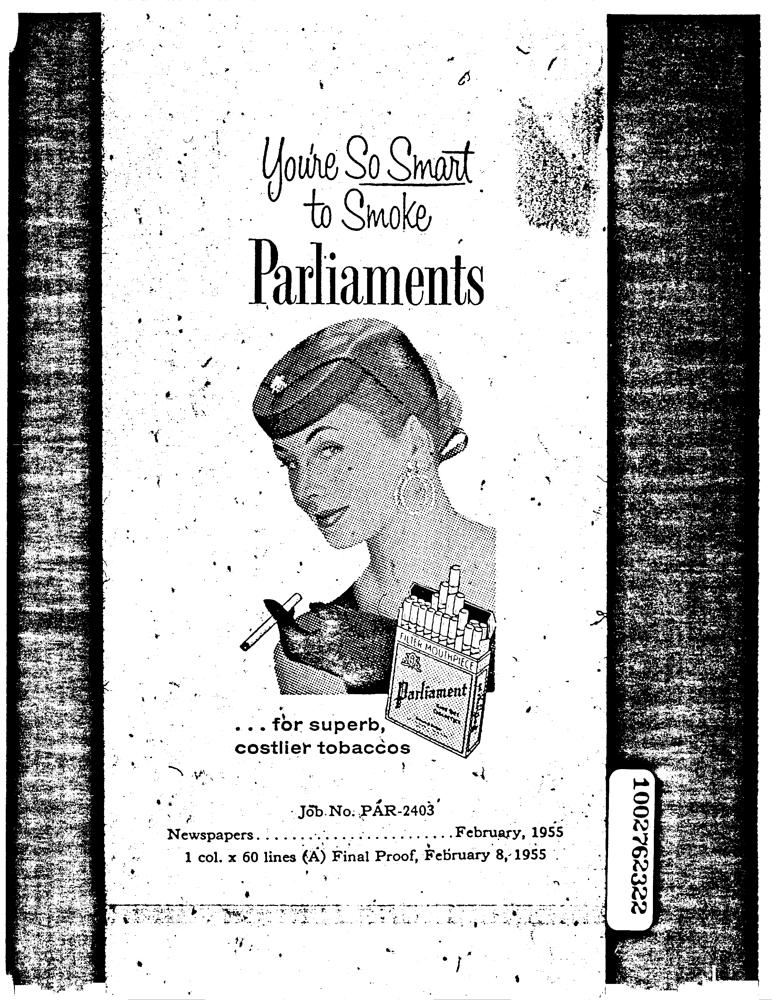 You're So Smart
to Smoke
Parliaments
FILTER MOUTHPIECE
Parliament
... for superb,
costlier tobaccos
Job No. PAR-2403
Newspapers.......................February, 1955
1 col. x 60 lines (A) Final Proof, February 8, 1955
1002762322